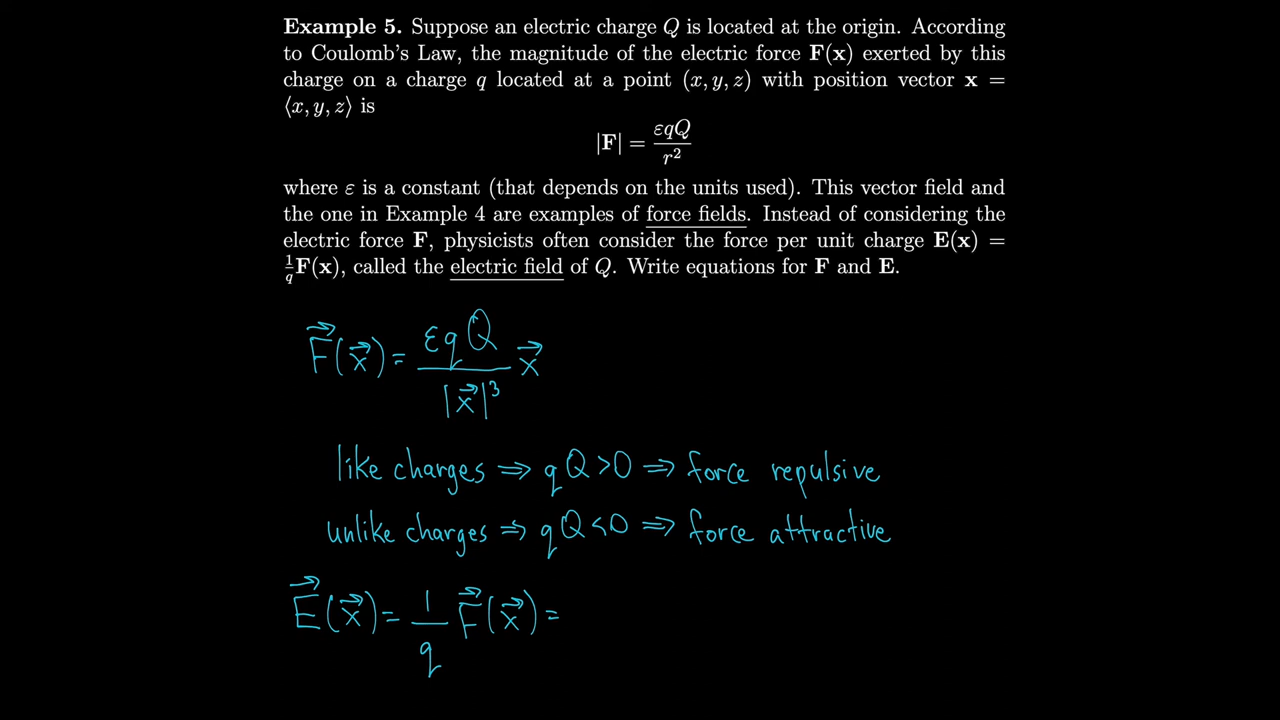 Example 5. Suppose an electric charge Q is located at the origin. According
to Coulomb's Law, the magnitude of the electric force F(x) exerted by this
charge on a charge q located at a point (x, y, z) with position vector x =
⟨x, y, z⟩ is
|F| = εqQ / r²
where ε is a constant (that depends on the units used). This vector field and
the one in Example 4 are examples of force fields. Instead of considering the
electric force F, physicists often consider the force per unit charge E(x) =
1/q F(x), called the electric field of Q. Write equations for F and E.
F⃗(x⃗) = εqQ / |x⃗|³ x⃗
like charges ⇒ qQ > 0 ⇒ force repulsive
unlike charges ⇒ qQ < 0 ⇒ force attractive
E⃗(x⃗) = 1/q F⃗(x⃗) =